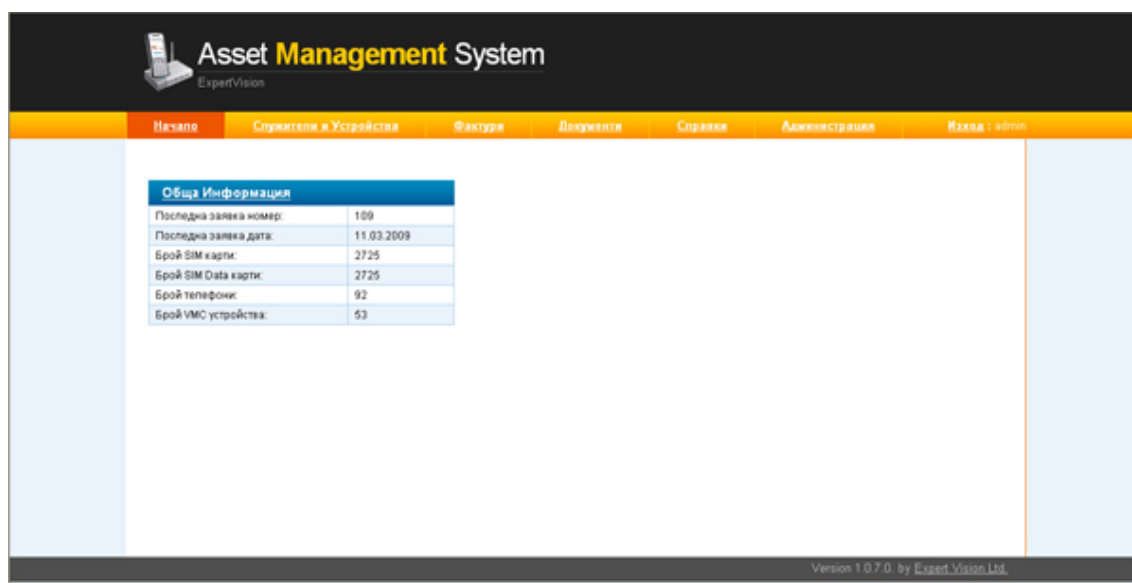 Asset Management System
ExpertVision
Начало Служители и Устройства Фактури Документи Справки Администрация Изход : admin
Обща Информация
Последна заявка номер: 109
Последна заявка дата: 11.03.2009
Брой SIM карти: 2725
Брой SIM Data карти: 2725
Брой телефони: 92
Брой VMC устройства: 53
Version 1.0.7.0. by Expert Vision Ltd.